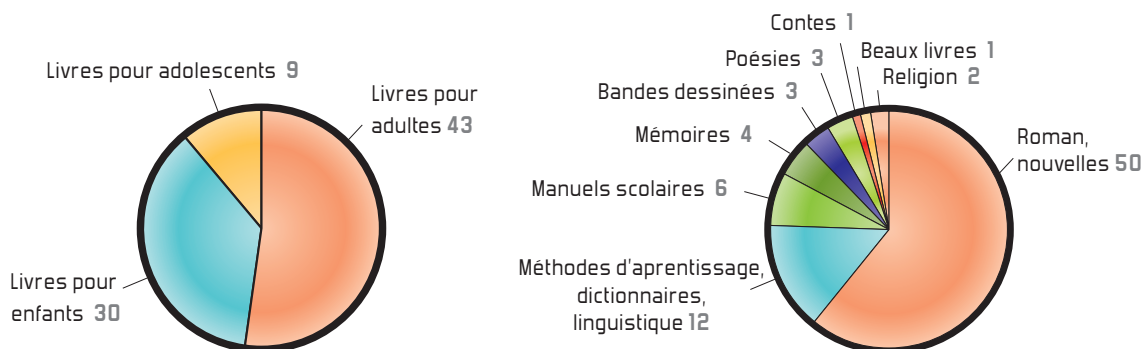 Livres pour adolescents 9
Livres pour
adultes 43
Livres pour
enfants 30
Contes 1
Beaux livres 1
Poésies 3
Religion 2
Bandes dessinées 3
Mémoires 4
Roman,
nouvelles 50
Manuels scolaires 6
Méthodes d'aprentissage,
dictionnaires,
linguistique 12